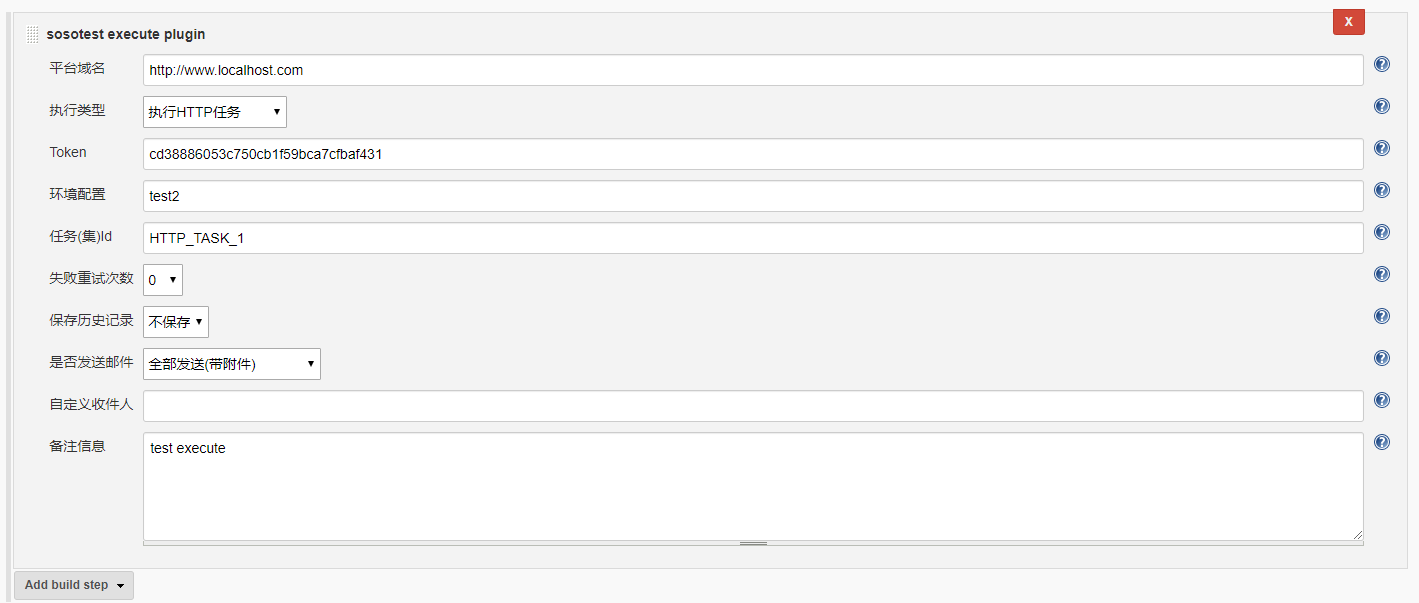 sosotest execute plugin
X
平台域名 http://www.localhost.com
执行类型 执行HTTP任务
Token cd38886053c750cb1f59bca7cfbaf431
环境配置 test2
任务(集)Id HTTP_TASK_1
失败重试次数 0
保存历史记录 不保存
是否发送邮件 全部发送(带附件)
自定义收件人
备注信息 test execute
Add build step